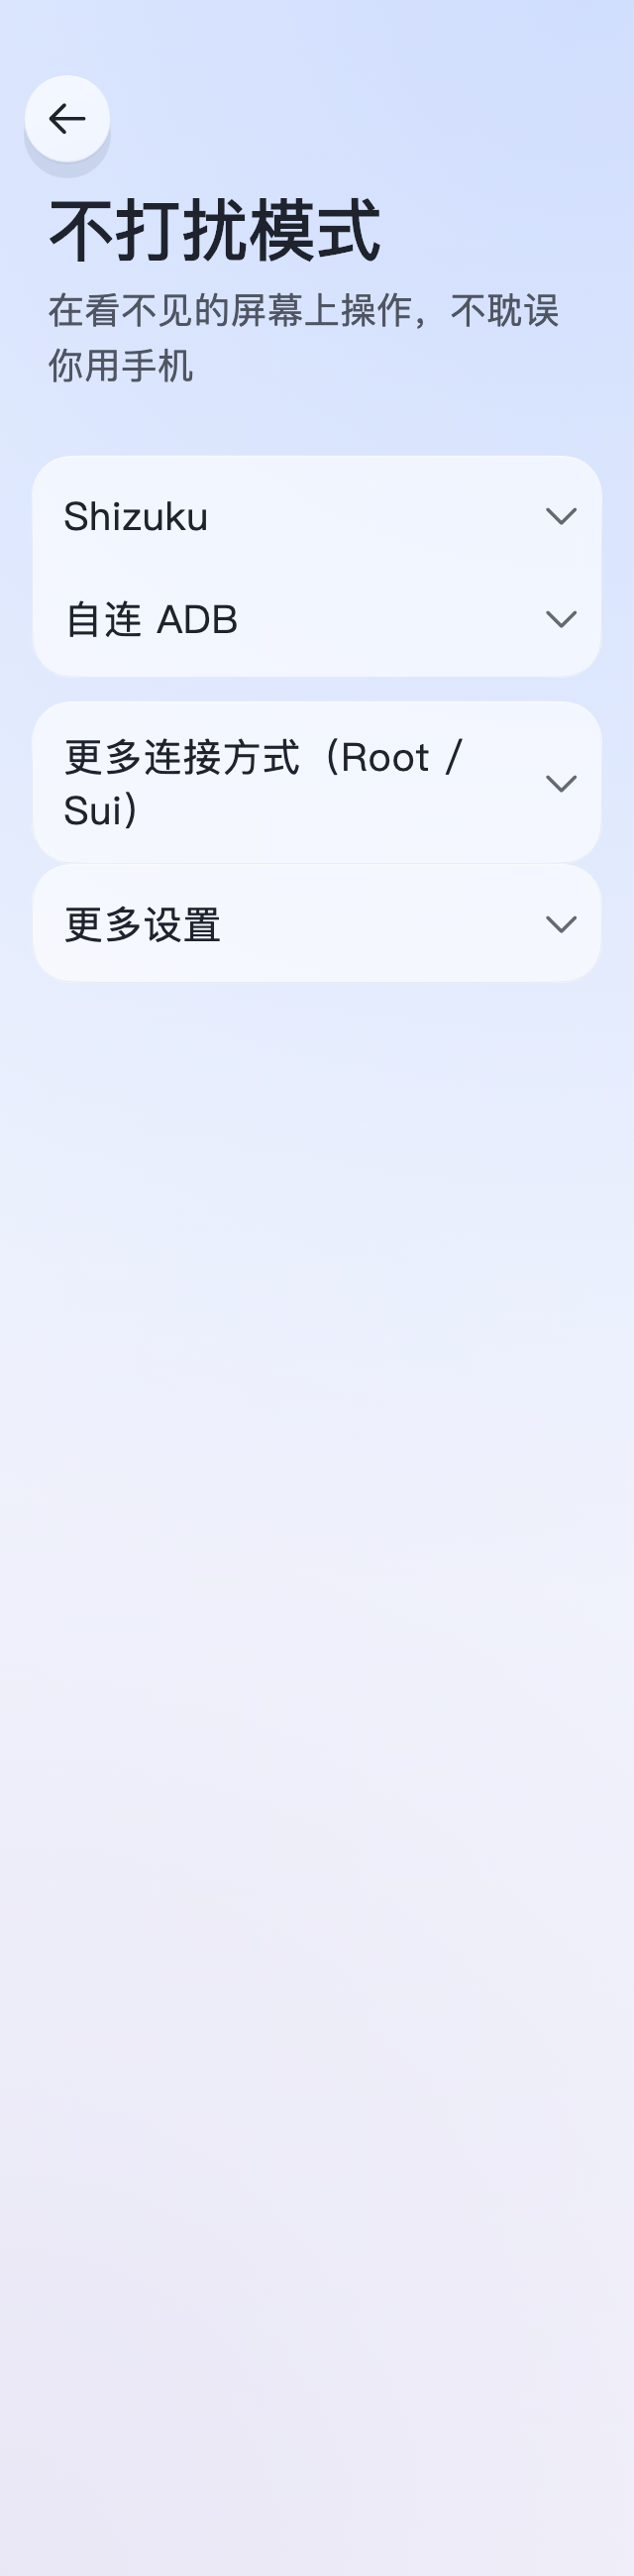 不打扰模式
在看不见的屏幕上操作，不耽误
你用手机
Shizuku
自连 ADB
更多连接方式（Root /
Sui）
更多设置